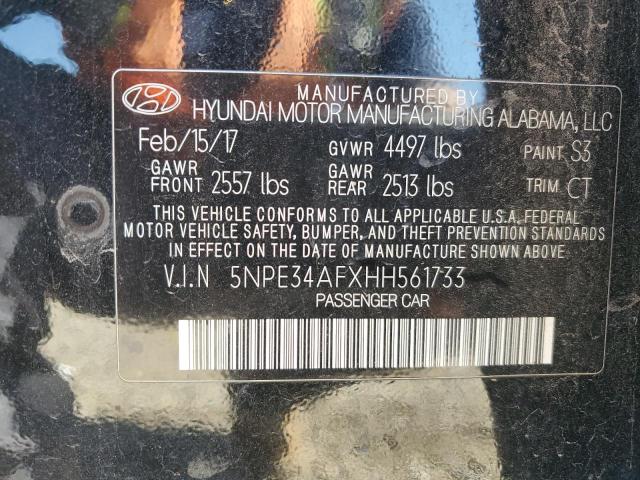 MANUFACTURED BY
HYUNDAI MOTOR MANUFACTURING ALABAMA, LLC
Feb/15/17 GVWR 4497 lbs PAINT S3
GAWR FRONT 2557 lbs GAWR REAR 2513 lbs TRIM CT
THIS VEHICLE CONFORMS TO ALL APPLICABLE U.S.A. FEDERAL
MOTOR VEHICLE SAFETY, BUMPER, AND THEFT PREVENTION STANDARDS
IN EFFECT ON THE DATE OF MANUFACTURE SHOWN ABOVE.
V.I.N 5NPE34AFXHH561733
PASSENGER CAR